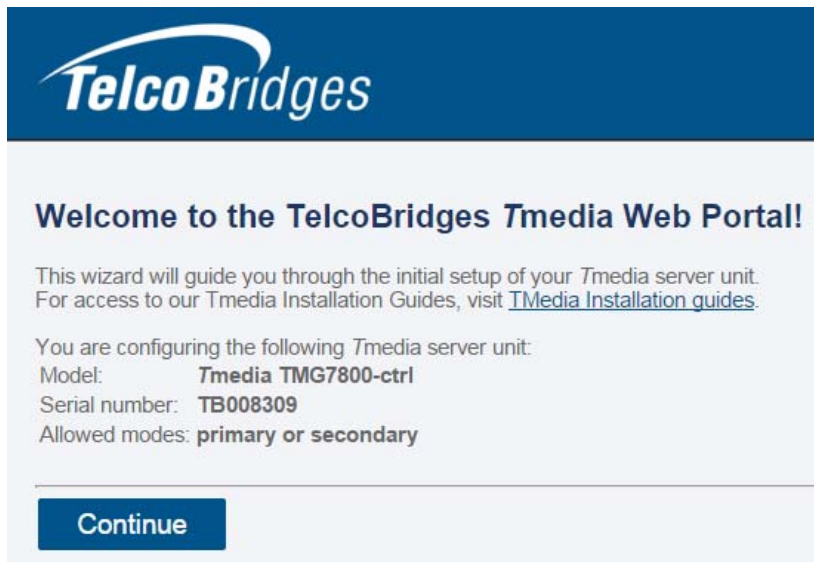 TelcoBridges
Welcome to the TelcoBridges Tmedia Web Portal!
This wizard will guide you through the initial setup of your Tmedia server unit.
For access to our Tmedia Installation Guides, visit TMedia Installation guides.
You are configuring the following Tmedia server unit:
Model: Tmedia TMG7800-ctrl
Serial number: TB008309
Allowed modes: primary or secondary
Continue